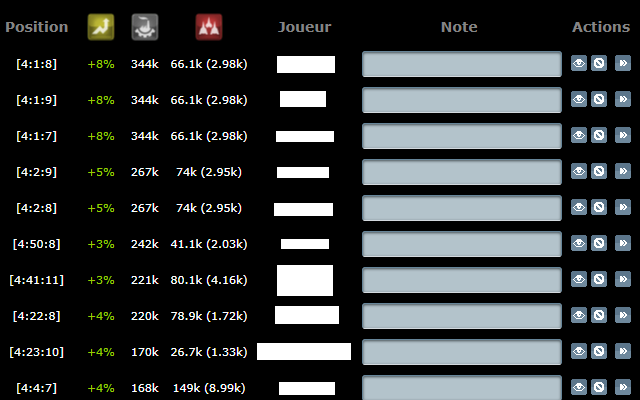 Position Joueur Note Actions
[4:1:8] +8% 344k 66.1k (2.98k)
[4:1:9] +8% 344k 66.1k (2.98k)
[4:1:7] +8% 344k 66.1k (2.98k)
[4:2:9] +5% 267k 74k (2.95k)
[4:2:8] +5% 267k 74k (2.95k)
[4:50:8] +3% 242k 41.1k (2.03k)
[4:41:11] +3% 221k 80.1k (4.16k)
[4:22:8] +4% 220k 78.9k (1.72k)
[4:23:10] +4% 170k 26.7k (1.33k)
[4:4:7] +4% 168k 149k (8.99k)